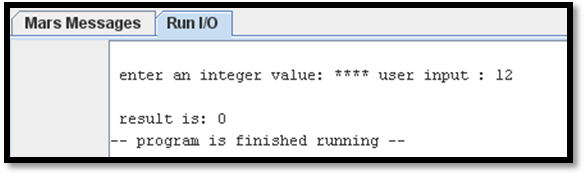 Mars Messages Run I/O
enter an integer value: **** user input : 12
result is: 0
-- program is finished running --